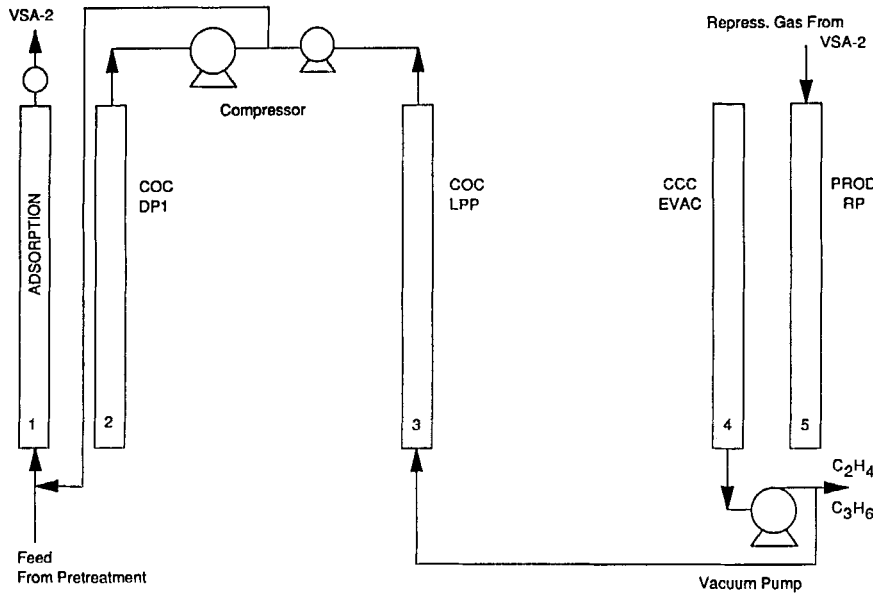 VSA-2
Repress. Gas From
VSA-2
Compressor
ADSORPTION
COC
DP1
COC
LPP
CCC
EVAC
PROD
RP
1
2
3
4
5
C2H4
C3H6
Feed
From Pretreatment
Vacuum Pump